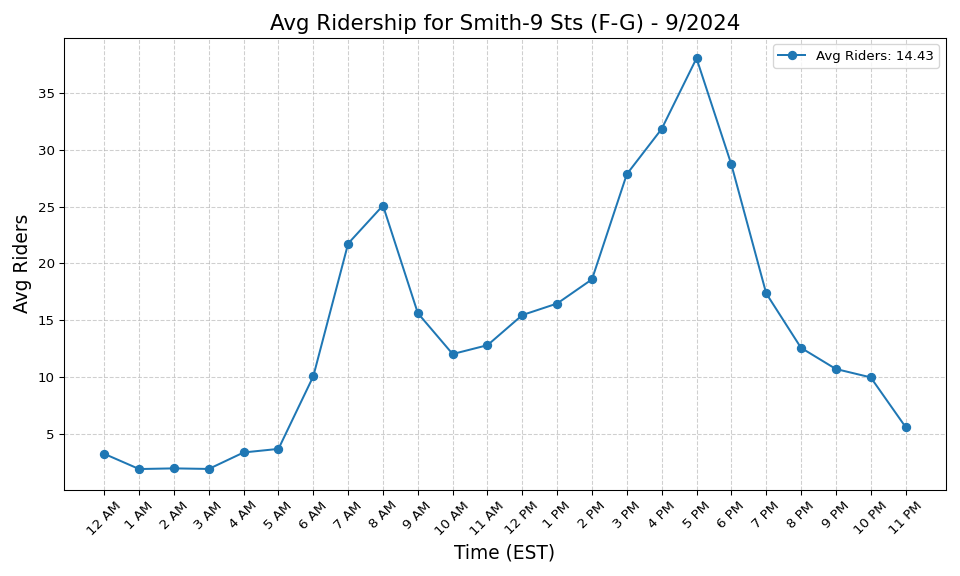 Avg Ridership for Smith-9 Sts (F-G) - 9/2024
Avg Riders: 14.43
Avg Riders
35
30
25
20
15
10
5
12 AM
1 AM
2 AM
3 AM
4 AM
5 AM
6 AM
7 AM
8 AM
9 AM
10 AM
11 AM
12 PM
1 PM
2 PM
3 PM
4 PM
5 PM
6 PM
7 PM
8 PM
9 PM
10 PM
11 PM
Time (EST)